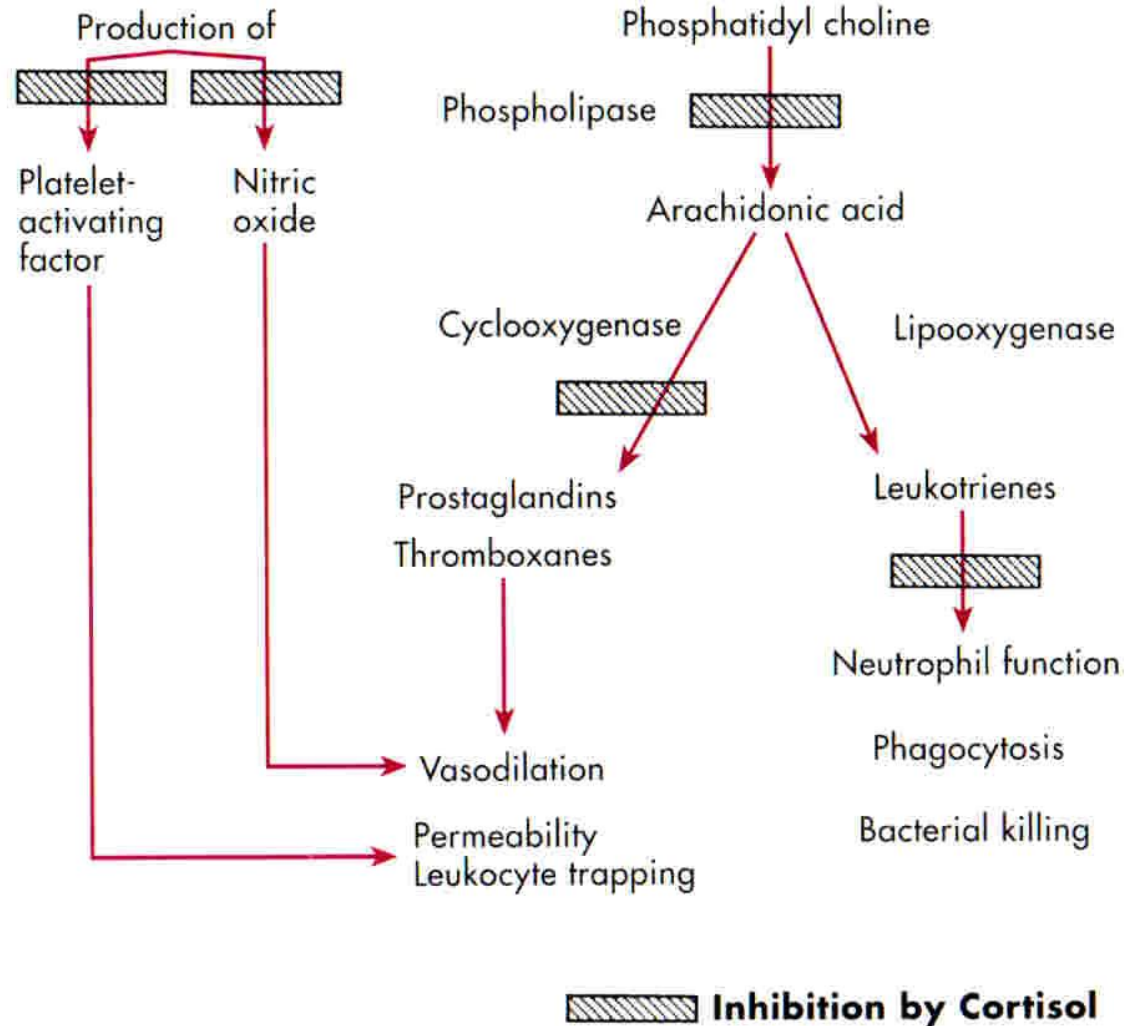 Production of
Platelet-
activating
factor
Nitric
oxide
Phosphatidyl choline
Phospholipase
Arachidonic acid
Cyclooxygenase
Lipooxygenase
Prostaglandins
Thromboxanes
Leukotrienes
Neutrophil function
Phagocytosis
Bacterial killing
Vasodilation
Permeability
Leukocyte trapping
Inhibition by Cortisol